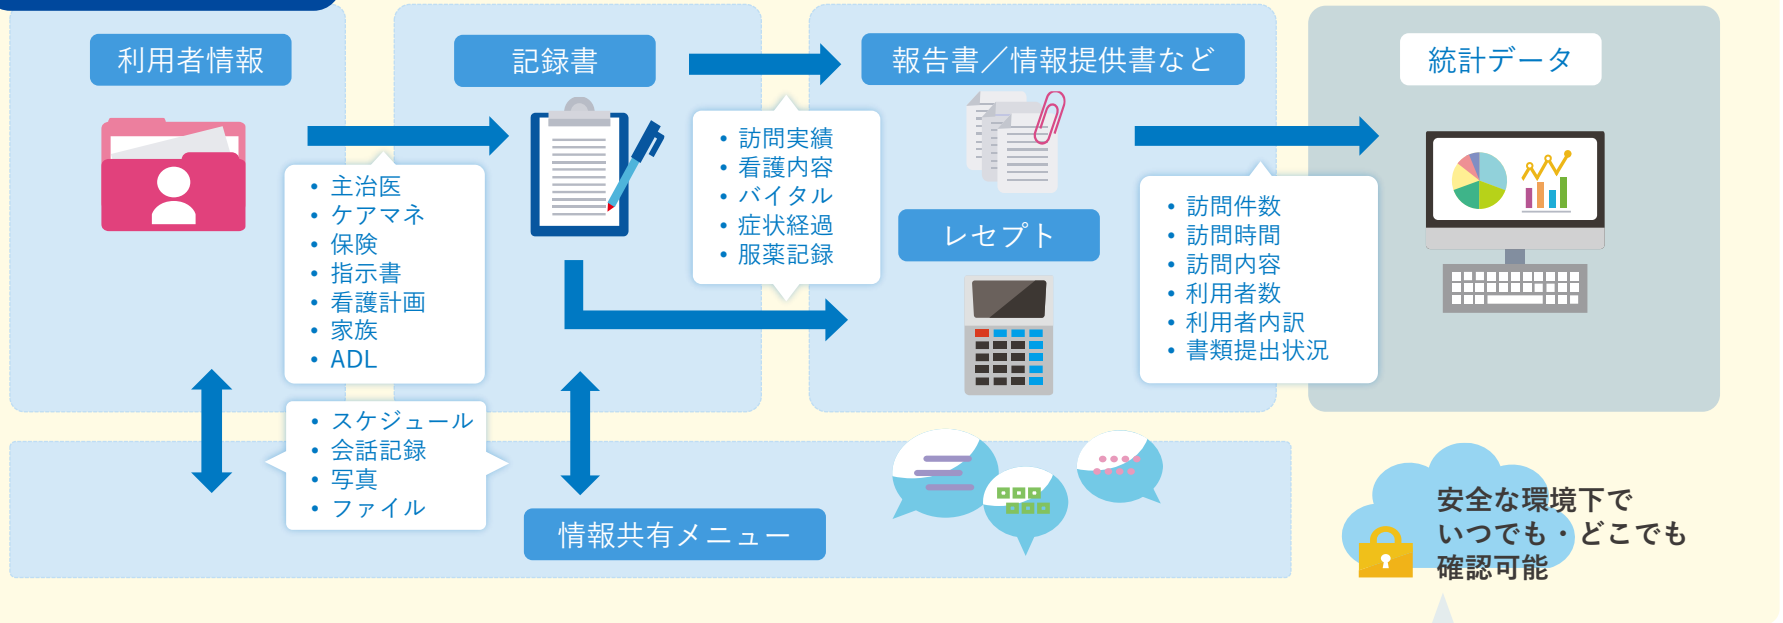 利用者情報
記録書
報告書／情報提供書など
統計データ
• 主治医
• ケアマネ
• 保険
• 指示書
• 看護計画
• 家族
• ADL
• 訪問実績
• 看護内容
• バイタル
• 症状経過
• 服薬記録
レセプト
• 訪問件数
• 訪問時間
• 訪問内容
• 利用者数
• 利用者内訳
• 書類提出状況
• スケジュール
• 会話記録
• 写真
• ファイル
情報共有メニュー
安全な環境下で
いつでも・どこでも
確認可能